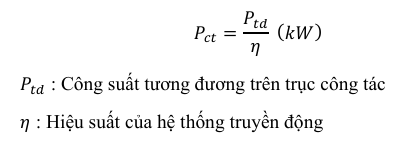 P_ct = P_td / η (kW)
P_td : Công suất tương đương trên trục công tác
η : Hiệu suất của hệ thống truyền động